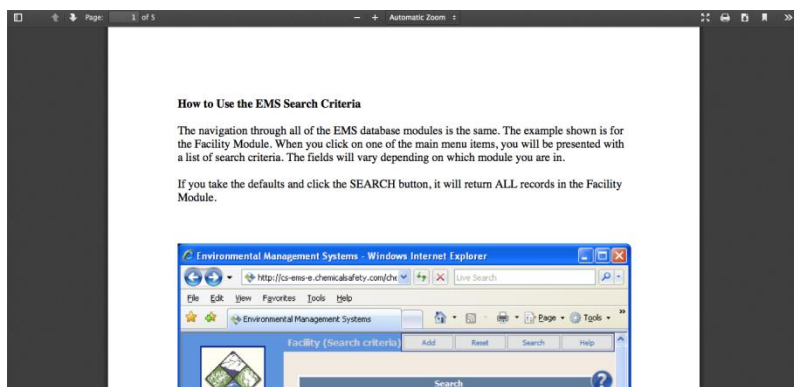 Page: 1 of 5 — + Automatic Zoom
How to Use the EMS Search Criteria
The navigation through all of the EMS database modules is the same. The example shown is for
the Facility Module. When you click on one of the main menu items, you will be presented with
a list of search criteria. The fields will vary depending on which module you are in.
If you take the defaults and click the SEARCH button, it will return ALL records in the Facility
Module.
Environmental Management Systems - Windows Internet Explorer
http://cs-ems-e.chemicalsafety.com/che Live Search
File Edit View Favorites Tools Help
Environmental Management Systems Page Tools
Facility (Search criteria) Add Reset Search Help
Search